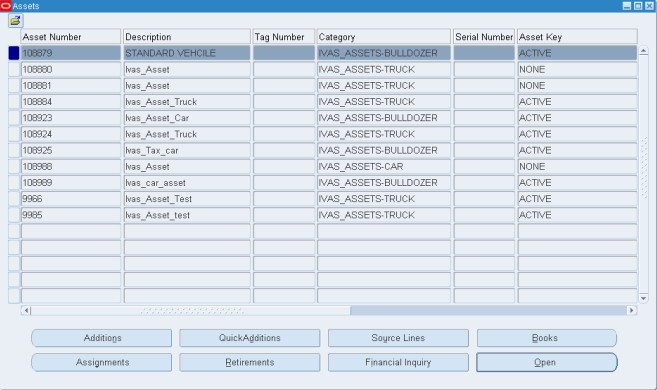 Assets
Asset Number Description Tag Number Category Serial Number Asset Key
108879 STANDARD VEHCILE IVAS_ASSETS-BULLDOZER ACTIVE
108880 Ivas_Asset IVAS_ASSETS-TRUCK NONE
108881 Ivas_Asset IVAS_ASSETS-TRUCK NONE
108884 Ivas_Asset_Truck IVAS_ASSETS-TRUCK ACTIVE
108923 Ivas_Asset_Car IVAS_ASSETS-BULLDOZER ACTIVE
108924 Ivas_Asset_Truck IVAS_ASSETS-TRUCK ACTIVE
108925 Ivas_Tax_car IVAS_ASSETS-BULLDOZER ACTIVE
108988 Ivas_Asset IVAS_ASSETS-CAR NONE
108989 Ivas_car_asset IVAS_ASSETS-BULLDOZER ACTIVE
9966 Ivas_Asset_Test IVAS_ASSETS-TRUCK ACTIVE
9985 Ivas_Asset_test IVAS_ASSETS-TRUCK ACTIVE
Additions QuickAdditions Source Lines Books
Assignments Retirements Financial Inquiry Open